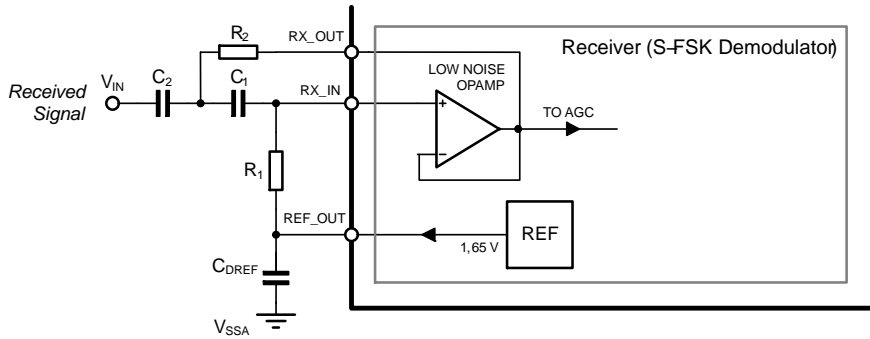 R2
RX_OUT
Receiver (S-FSK Demodulator)
LOW NOISE
OPAMP
Received
Signal
VIN
C2
C1
RX_IN
+
−
TO AGC
R1
REF_OUT
1,65 V
REF
CDREF
VSSA